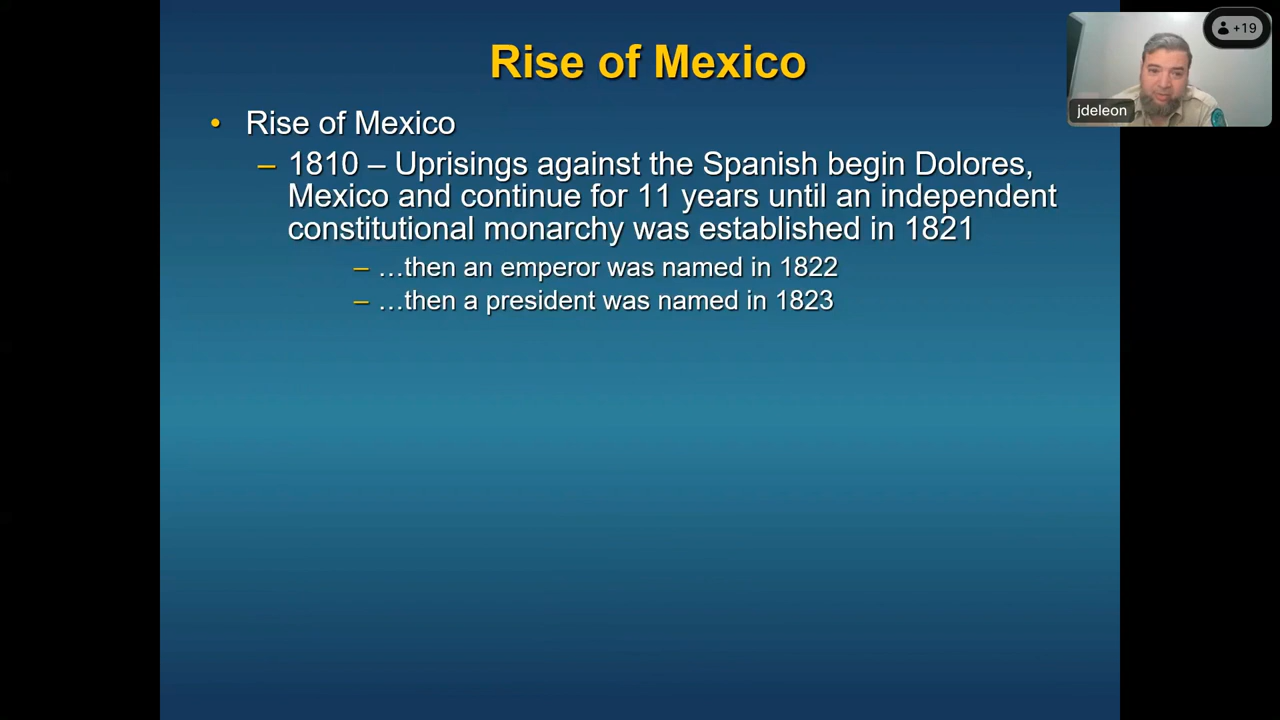 Rise of Mexico
+19
jdeleon
• Rise of Mexico
– 1810 – Uprisings against the Spanish begin Dolores,
Mexico and continue for 11 years until an independent
constitutional monarchy was established in 1821
– …then an emperor was named in 1822
– …then a president was named in 1823